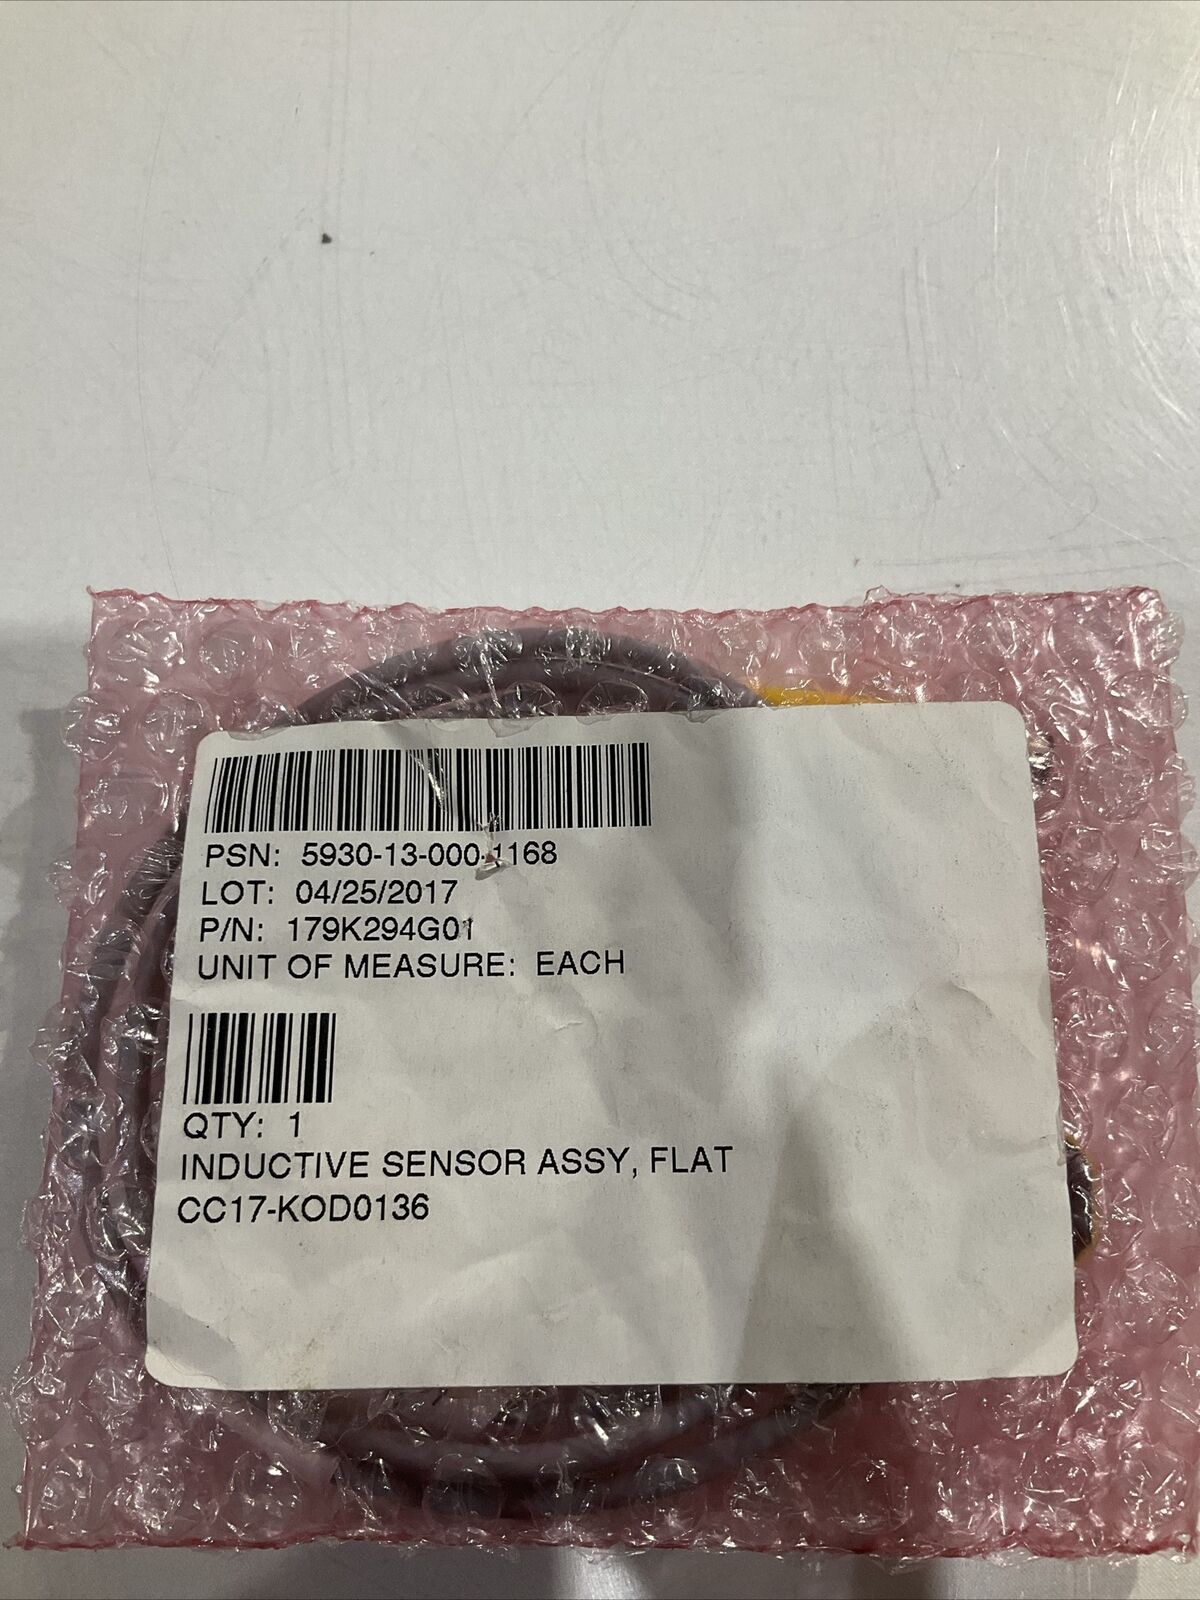 PSN: 5930-13-000-1168
LOT: 04/25/2017
P/N: 179K294G01
UNIT OF MEASURE: EACH
QTY: 1
INDUCTIVE SENSOR ASSY, FLAT
CC17-KOD0136